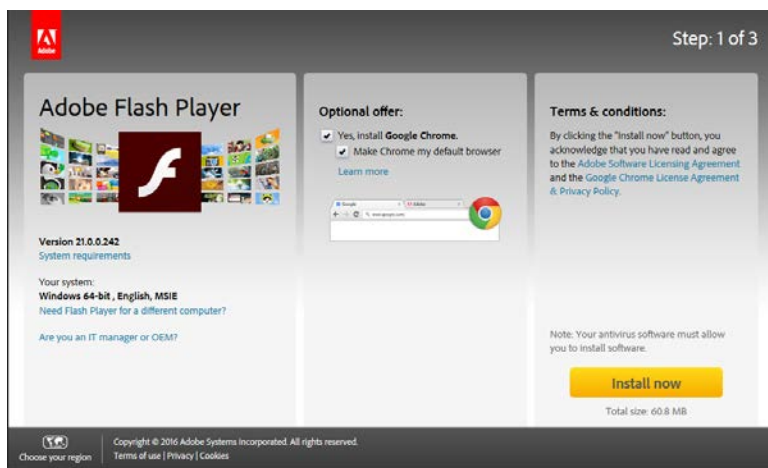 Adobe
Step: 1 of 3
Adobe Flash Player
Version 21.0.0.242
System requirements
Your system:
Windows 64-bit , English, MSIE
Need Flash Player for a different computer?
Are you an IT manager or OEM?
Optional offer:
Yes, install Google Chrome.
Make Chrome my default browser
Learn more
Google
Terms & conditions:
By clicking the "Install now" button, you
acknowledge that you have read and agree
to the Adobe Software Licensing Agreement
and the Google Chrome License Agreement
& Privacy Policy.
Note: Your antivirus software must allow
you to install software.
Install now
Total size: 60.8 MB
Choose your region
Copyright © 2016 Adobe Systems Incorporated. All rights reserved.
Terms of use | Privacy | Cookies